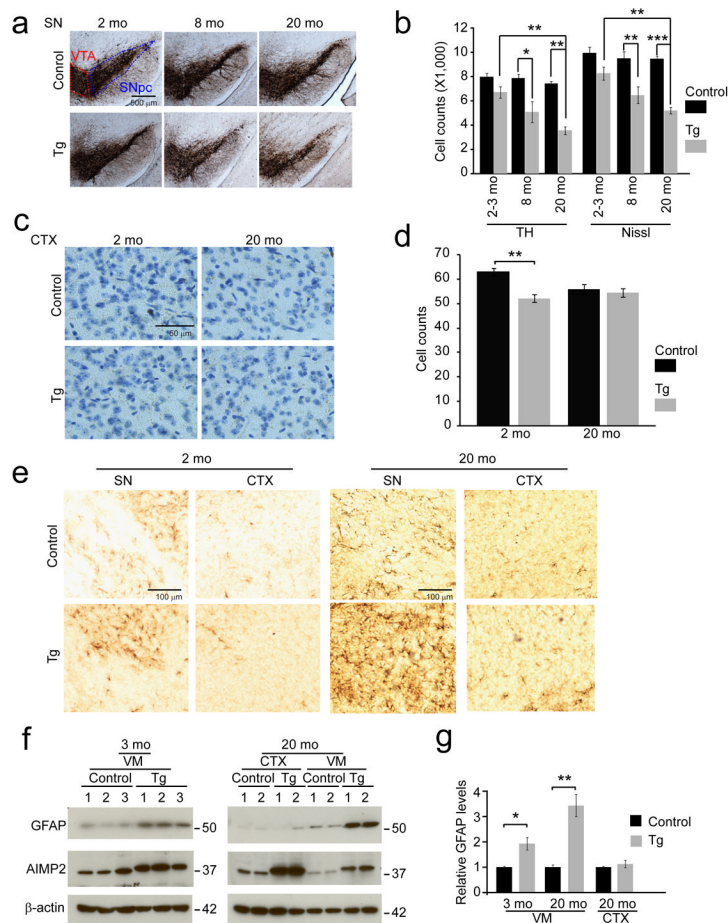 a
SN 2 mo 8 mo 20 mo
Control
VTA
SNpc
500 μm
Tg
b
Cell counts (X1,000)
12
10
8
6
4
2
0
** * ** ** ** ***
Control
Tg
2-3 mo 8 mo 20 mo 2-3 mo 8 mo 20 mo
TH Nissl
c
CTX 2 mo 20 mo
Control
50 μm
Tg
d
Cell counts
70
60
50
40
30
20
10
0
**
Control
Tg
2 mo 20 mo
e
2 mo 20 mo
SN CTX SN CTX
Control
100 μm 100 μm
Tg
f
3 mo
VM
Control Tg
1 2 3 1 2 3
20 mo
CTX VM
Control Tg Control Tg
1 2 1 2 1 2 1 2
GFAP -50 -50
AIMP2 -37 -37
β-actin -42 -42
g
Relative GFAP levels
4
3
2
1
0
* **
Control
Tg
3 mo 20 mo 20 mo
VM CTX